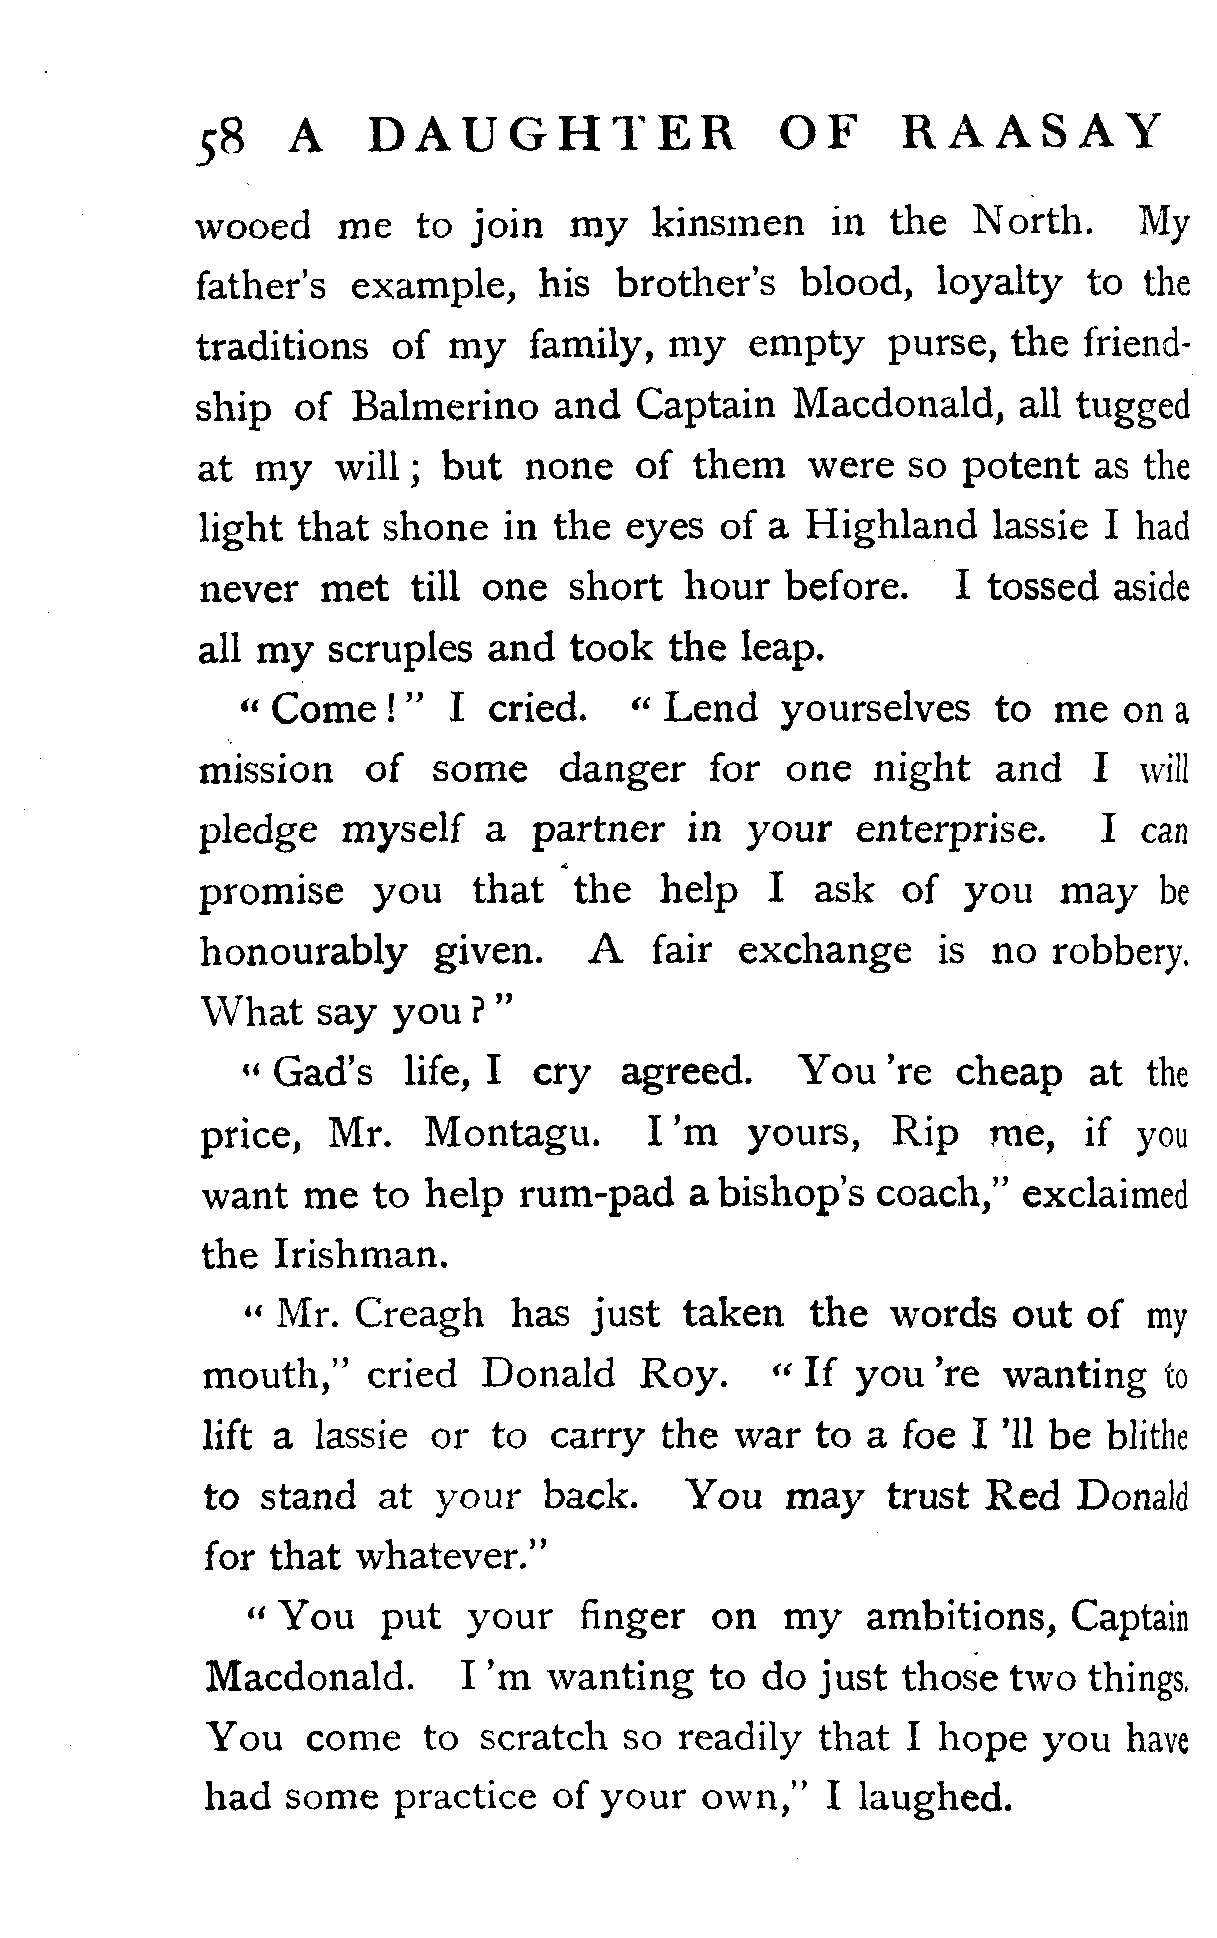 58 A DAUGHTER OF RAASAY
wooed me to join my kinsmen in the North. My
father's example, his brother's blood, loyalty to the
traditions of my family, my empty purse, the friend-
ship of Balmerino and Captain Macdonald, all tugged
at my will; but none of them were so potent as the
light that shone in the eyes of a Highland lassie I had
never met till one short hour before. I tossed aside
all my scruples and took the leap.
"Come!" I cried. "Lend yourselves to me on a
mission of some danger for one night and I will
pledge myself a partner in your enterprise. I can
promise you that the help I ask of you may be
honourably given. A fair exchange is no robbery.
What say you?"
"Gad's life, I cry agreed. You 're cheap at the
price, Mr. Montagu. I 'm yours, Rip me, if you
want me to help rum-pad a bishop's coach," exclaimed
the Irishman.
"Mr. Creagh has just taken the words out of my
mouth," cried Donald Roy. "If you 're wanting to
lift a lassie or to carry the war to a foe I 'll be blithe
to stand at your back. You may trust Red Donald
for that whatever."
"You put your finger on my ambitions, Captain
Macdonald. I 'm wanting to do just those two things.
You come to scratch so readily that I hope you have
had some practice of your own," I laughed.